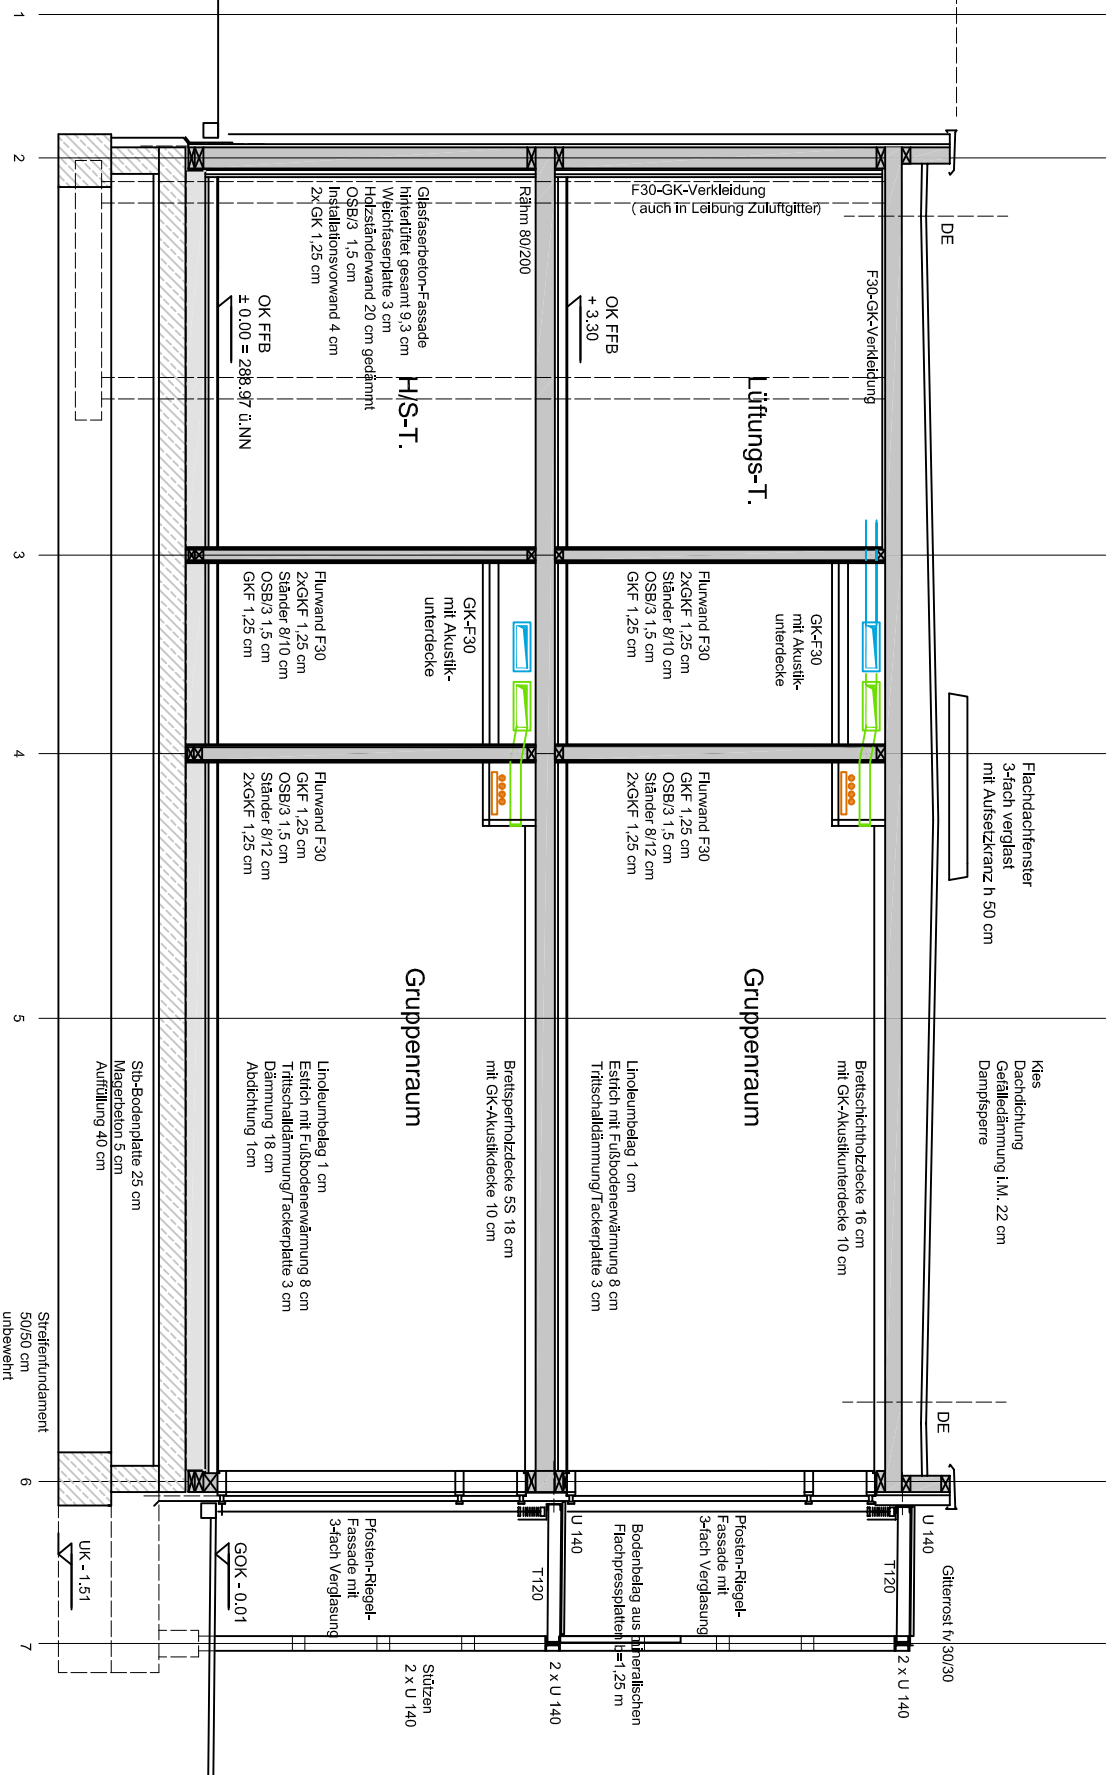 1
2
3
4
5
6
7
DE
DE
Flachdachfenster
3-fach verglast
mit Aufsetzkranz h 50 cm
Kies
Dachdichtung
Gefälledämmung i.M. 22 cm
Dampfsperre
Gitterrost fv 30/30
F30-GK-Verkleidung
( auch in Leibung Zuluftgitter)
F30-GK-Verkleidung
Lüftungs-T.
OK FFB
+ 3.30
GK-F30
mit Akustik-
unterdecke
Flurwand F30
2xGKF 1,25 cm
Ständer 8/10 cm
OSB/3 1,5 cm
GKF 1,25 cm
Flurwand F30
GKF 1,25 cm
OSB/3 1,5 cm
Ständer 8/12 cm
2xGKF 1,25 cm
Gruppenraum
Brettschichtholzdecke 16 cm
mit GK-Akustikunterdecke 10 cm
Linoleumbelag 1 cm
Estrich mit Fußbodenerwärmung 8 cm
Trittschalldämmung/Tackerplatte 3 cm
U 140
T120
2 x U 140
Pfosten-Riegel-
Fassade mit
3-fach Verglasung
Bodenbelag aus mineralischen
Flachpressplatten b=1,25 m
Rähm 80/200
Glasfaserbeton-Fassade
hinterlüftet gesamt 9,3 cm
Weichfaserplatte 3 cm
Holzständerwand 20 cm gedämmt
OSB/3 1,5 cm
Installationsvorwand 4 cm
2x GK 1,25 cm
H/S-T.
OK FFB
± 0.00 = 288.97 ü.NN
GK-F30
mit Akustik-
unterdecke
Flurwand F30
2xGKF 1,25 cm
Ständer 8/10 cm
OSB/3 1,5 cm
GKF 1,25 cm
Flurwand F30
GKF 1,25 cm
OSB/3 1,5 cm
Ständer 8/12 cm
2xGKF 1,25 cm
Gruppenraum
Brettsperrholzdecke 5S 18 cm
mit GK-Akustikdecke 10 cm
Linoleumbelag 1 cm
Estrich mit Fußbodenerwärmung 8 cm
Trittschalldämmung/Tackerplatte 3 cm
Dämmung 18 cm
Abdichtung 1cm
U 140
T120
2 x U 140
Pfosten-Riegel-
Fassade mit
3-fach Verglasung
Stützen
2 x U 140
GOK - 0.01
Stb-Bodenplatte 25 cm
Magerbeton 5 cm
Auffüllung 40 cm
Streifenfundament
50/50 cm
unbewehrt
UK - 1.51